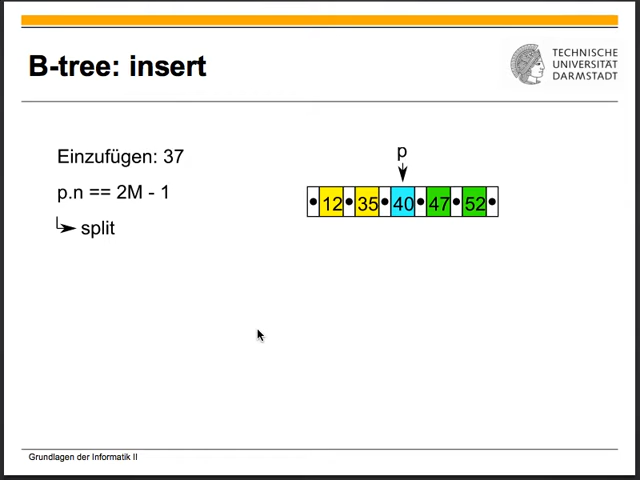 B-tree: insert
TECHNISCHE
UNIVERSITÄT
DARMSTADT
Einzufügen: 37
p.n == 2M - 1
split
p
12 35 40 47 52
Grundlagen der Informatik II